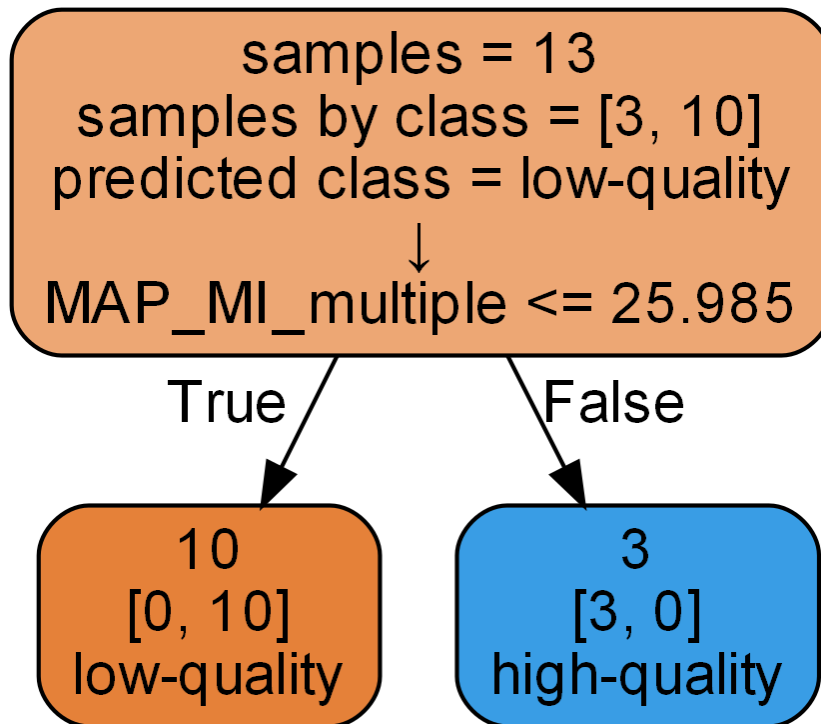 samples = 13
samples by class = [3, 10]
predicted class = low-quality
↓
MAP_MI_multiple <= 25.985
True
False
10
[0, 10]
low-quality
3
[3, 0]
high-quality